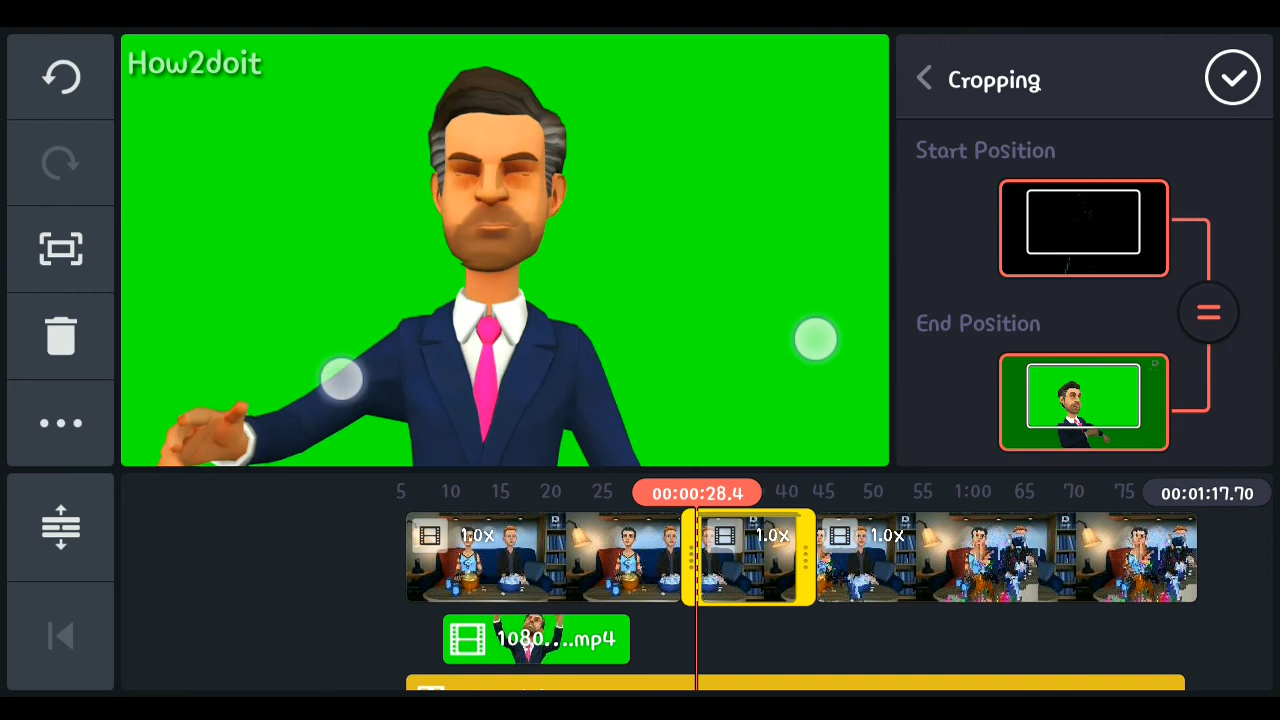 How2doit
Cropping
Start Position
End Position
5 10 15 20 25 00:00:28.4 40 45 50 55 1:00 65 70 75 00:01:17.70
1.0x 1.0x 1.0x
1080....mp4